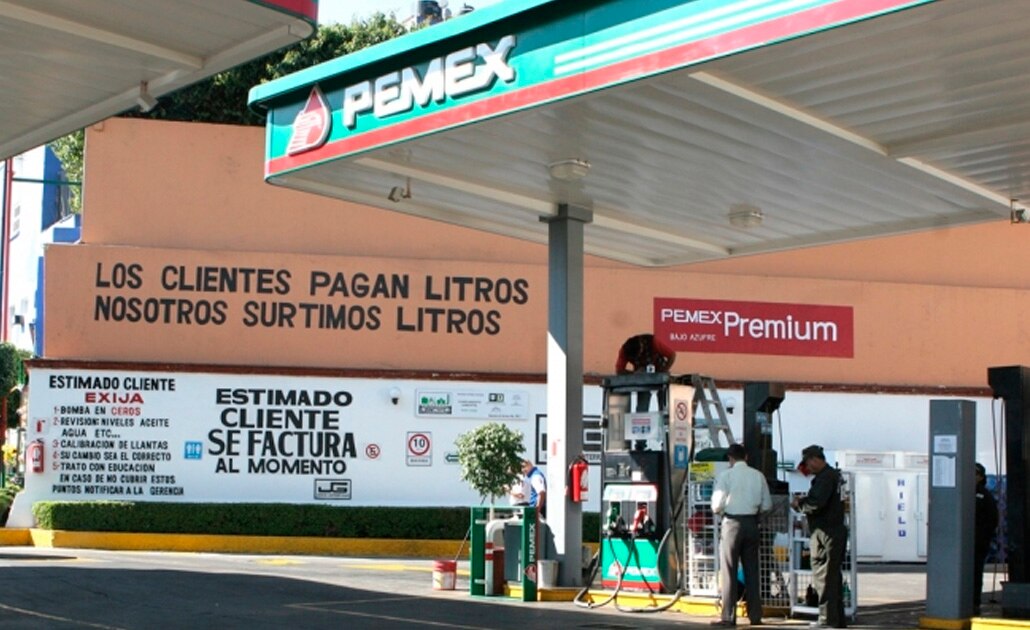 PEMEX
LOS CLIENTES PAGAN LITROS
NOSOTROS SURTIMOS LITROS
PEMEX Premium
BAJO AZUFRE
ESTIMADO CLIENTE
EXIJA
1-BOMBA EN CEROS
2-REVISION: NIVELES ACEITE
AGUA ETC...
3-CALIBRACION DE LLANTAS
4-SU CAMBIO SEA EL CORRECTO
5-TRATO CON EDUCACION
EN CASO DE NO CUBRIR ESTOS
PUNTOS NOTIFICAR A LA GERENCIA
ESTIMADO
CLIENTE
SE FACTURA
AL MOMENTO
10
PEMEX
PEMEX
HIELO